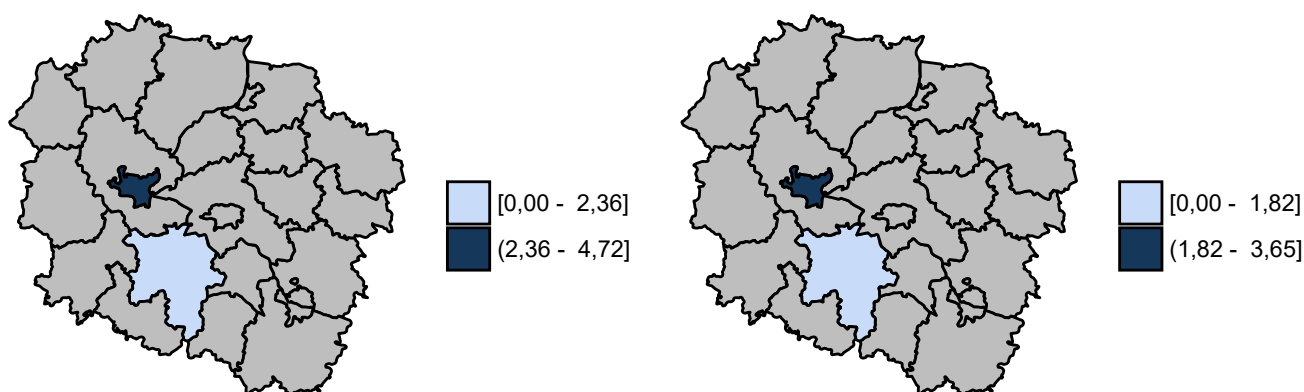 [0,00 - 2,36]
(2,36 - 4,72]
[0,00 - 1,82]
(1,82 - 3,65]